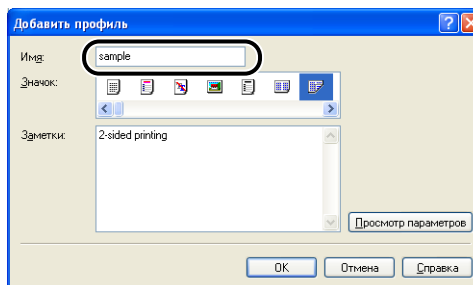 Добавить профиль
Имя: sample
Значок:
Заметки: 2-sided printing
Просмотр параметров
OK Отмена Справка